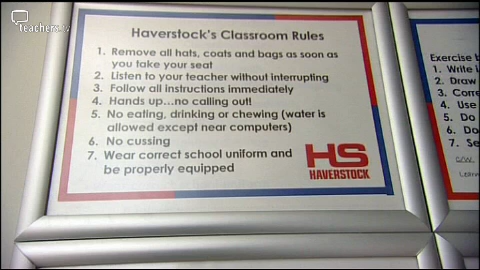 teachers.tv
Haverstock's Classroom Rules
1. Remove all hats, coats and bags as soon as
you take your seat
2. Listen to your teacher without interrupting
3. Follow all instructions immediately
4. Hands up...no calling out!
5. No eating, drinking or chewing (water is
allowed except near computers)
6. No cussing
7. Wear correct school uniform and
be properly equipped
HS
HAVERSTOCK
Exercise
1. Write
2. Draw
3.
4. Use
5. Do
6.
7.